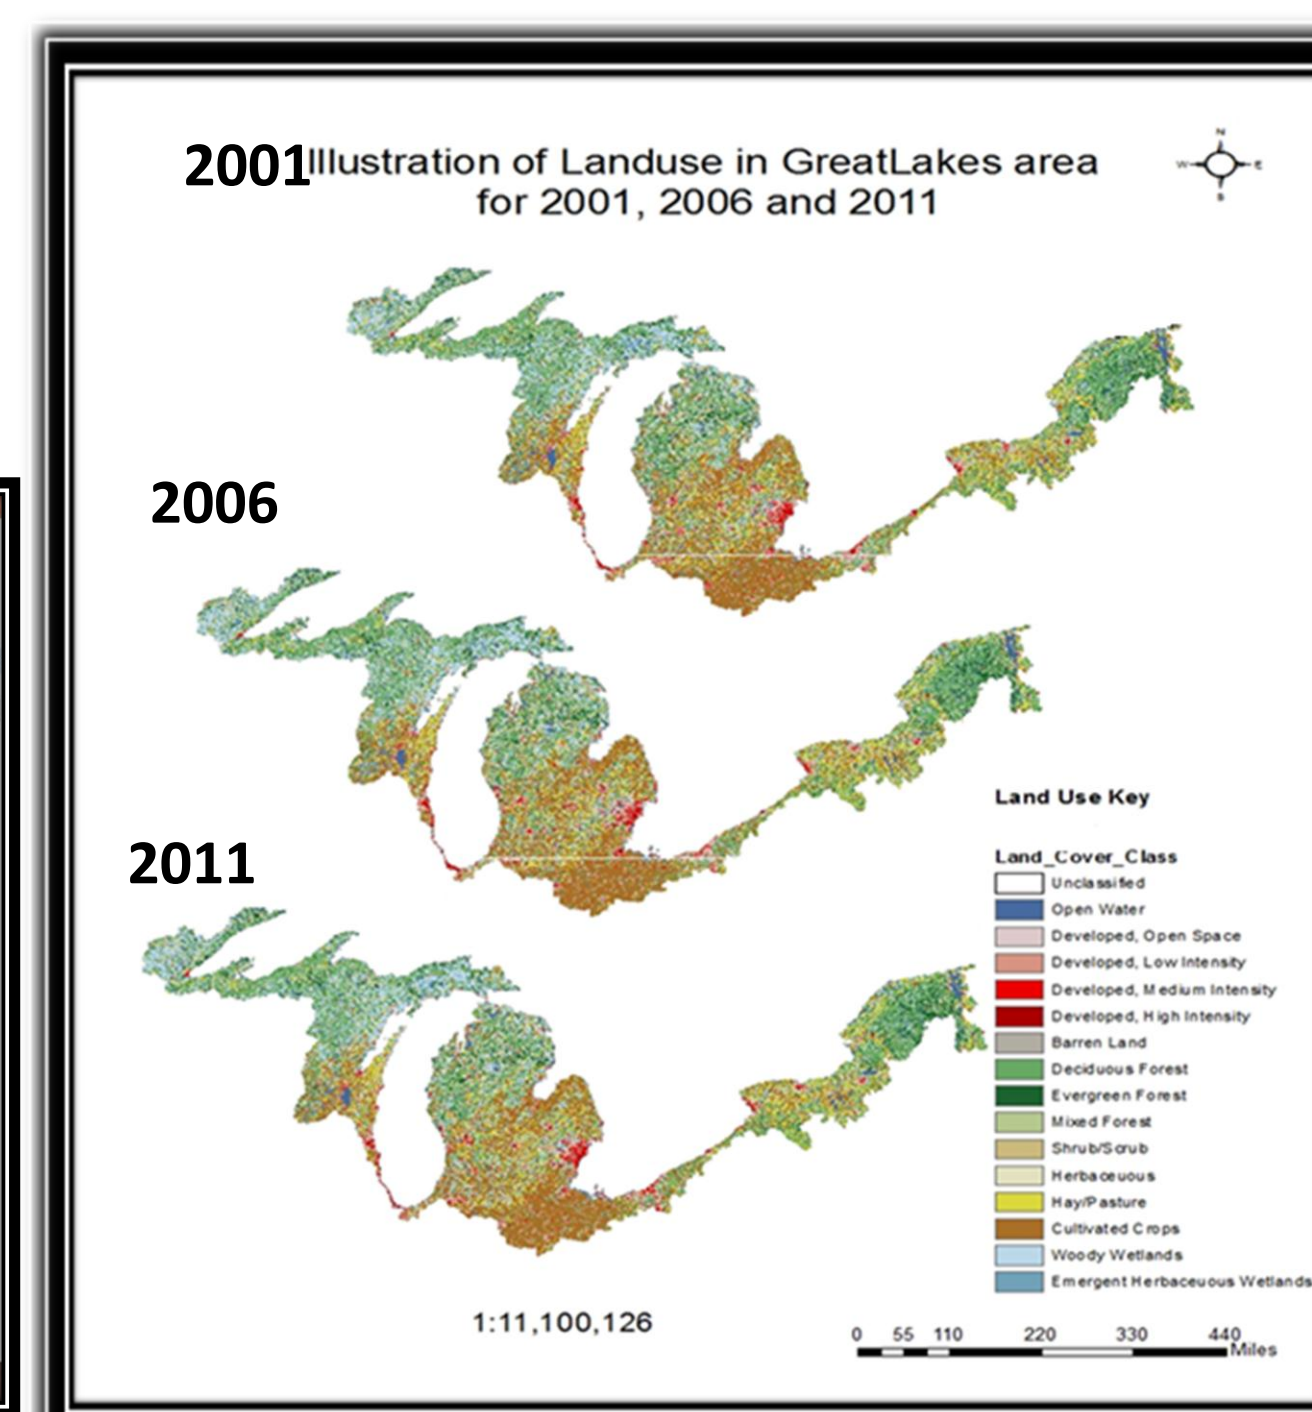 2001
Illustration of Landuse in GreatLakes area
for 2001, 2006 and 2011
N
W E
S
2006
2011
Land Use Key
Land_Cover_Class
Unclassified
Open Water
Developed, Open Space
Developed, Low Intensity
Developed, Medium Intensity
Developed, High Intensity
Barren Land
Deciduous Forest
Evergreen Forest
Mixed Forest
Shrub/Scrub
Herbaceuous
Hay/Pasture
Cultivated Crops
Woody Wetlands
Emergent Herbaceuous Wetlands
1:11,100,126
0 55 110 220 330 440
Miles